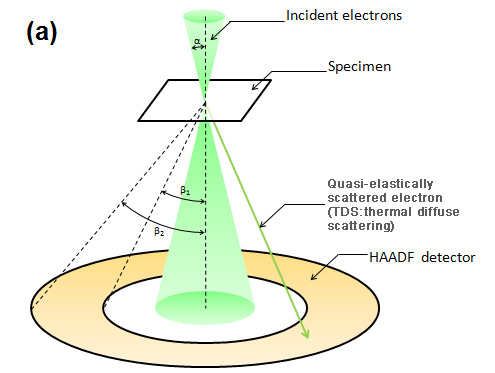 (a)
Incident electrons
α
Specimen
β1
Quasi-elastically
scattered electron
(TDS:thermal diffuse
scattering)
β2
HAADF detector